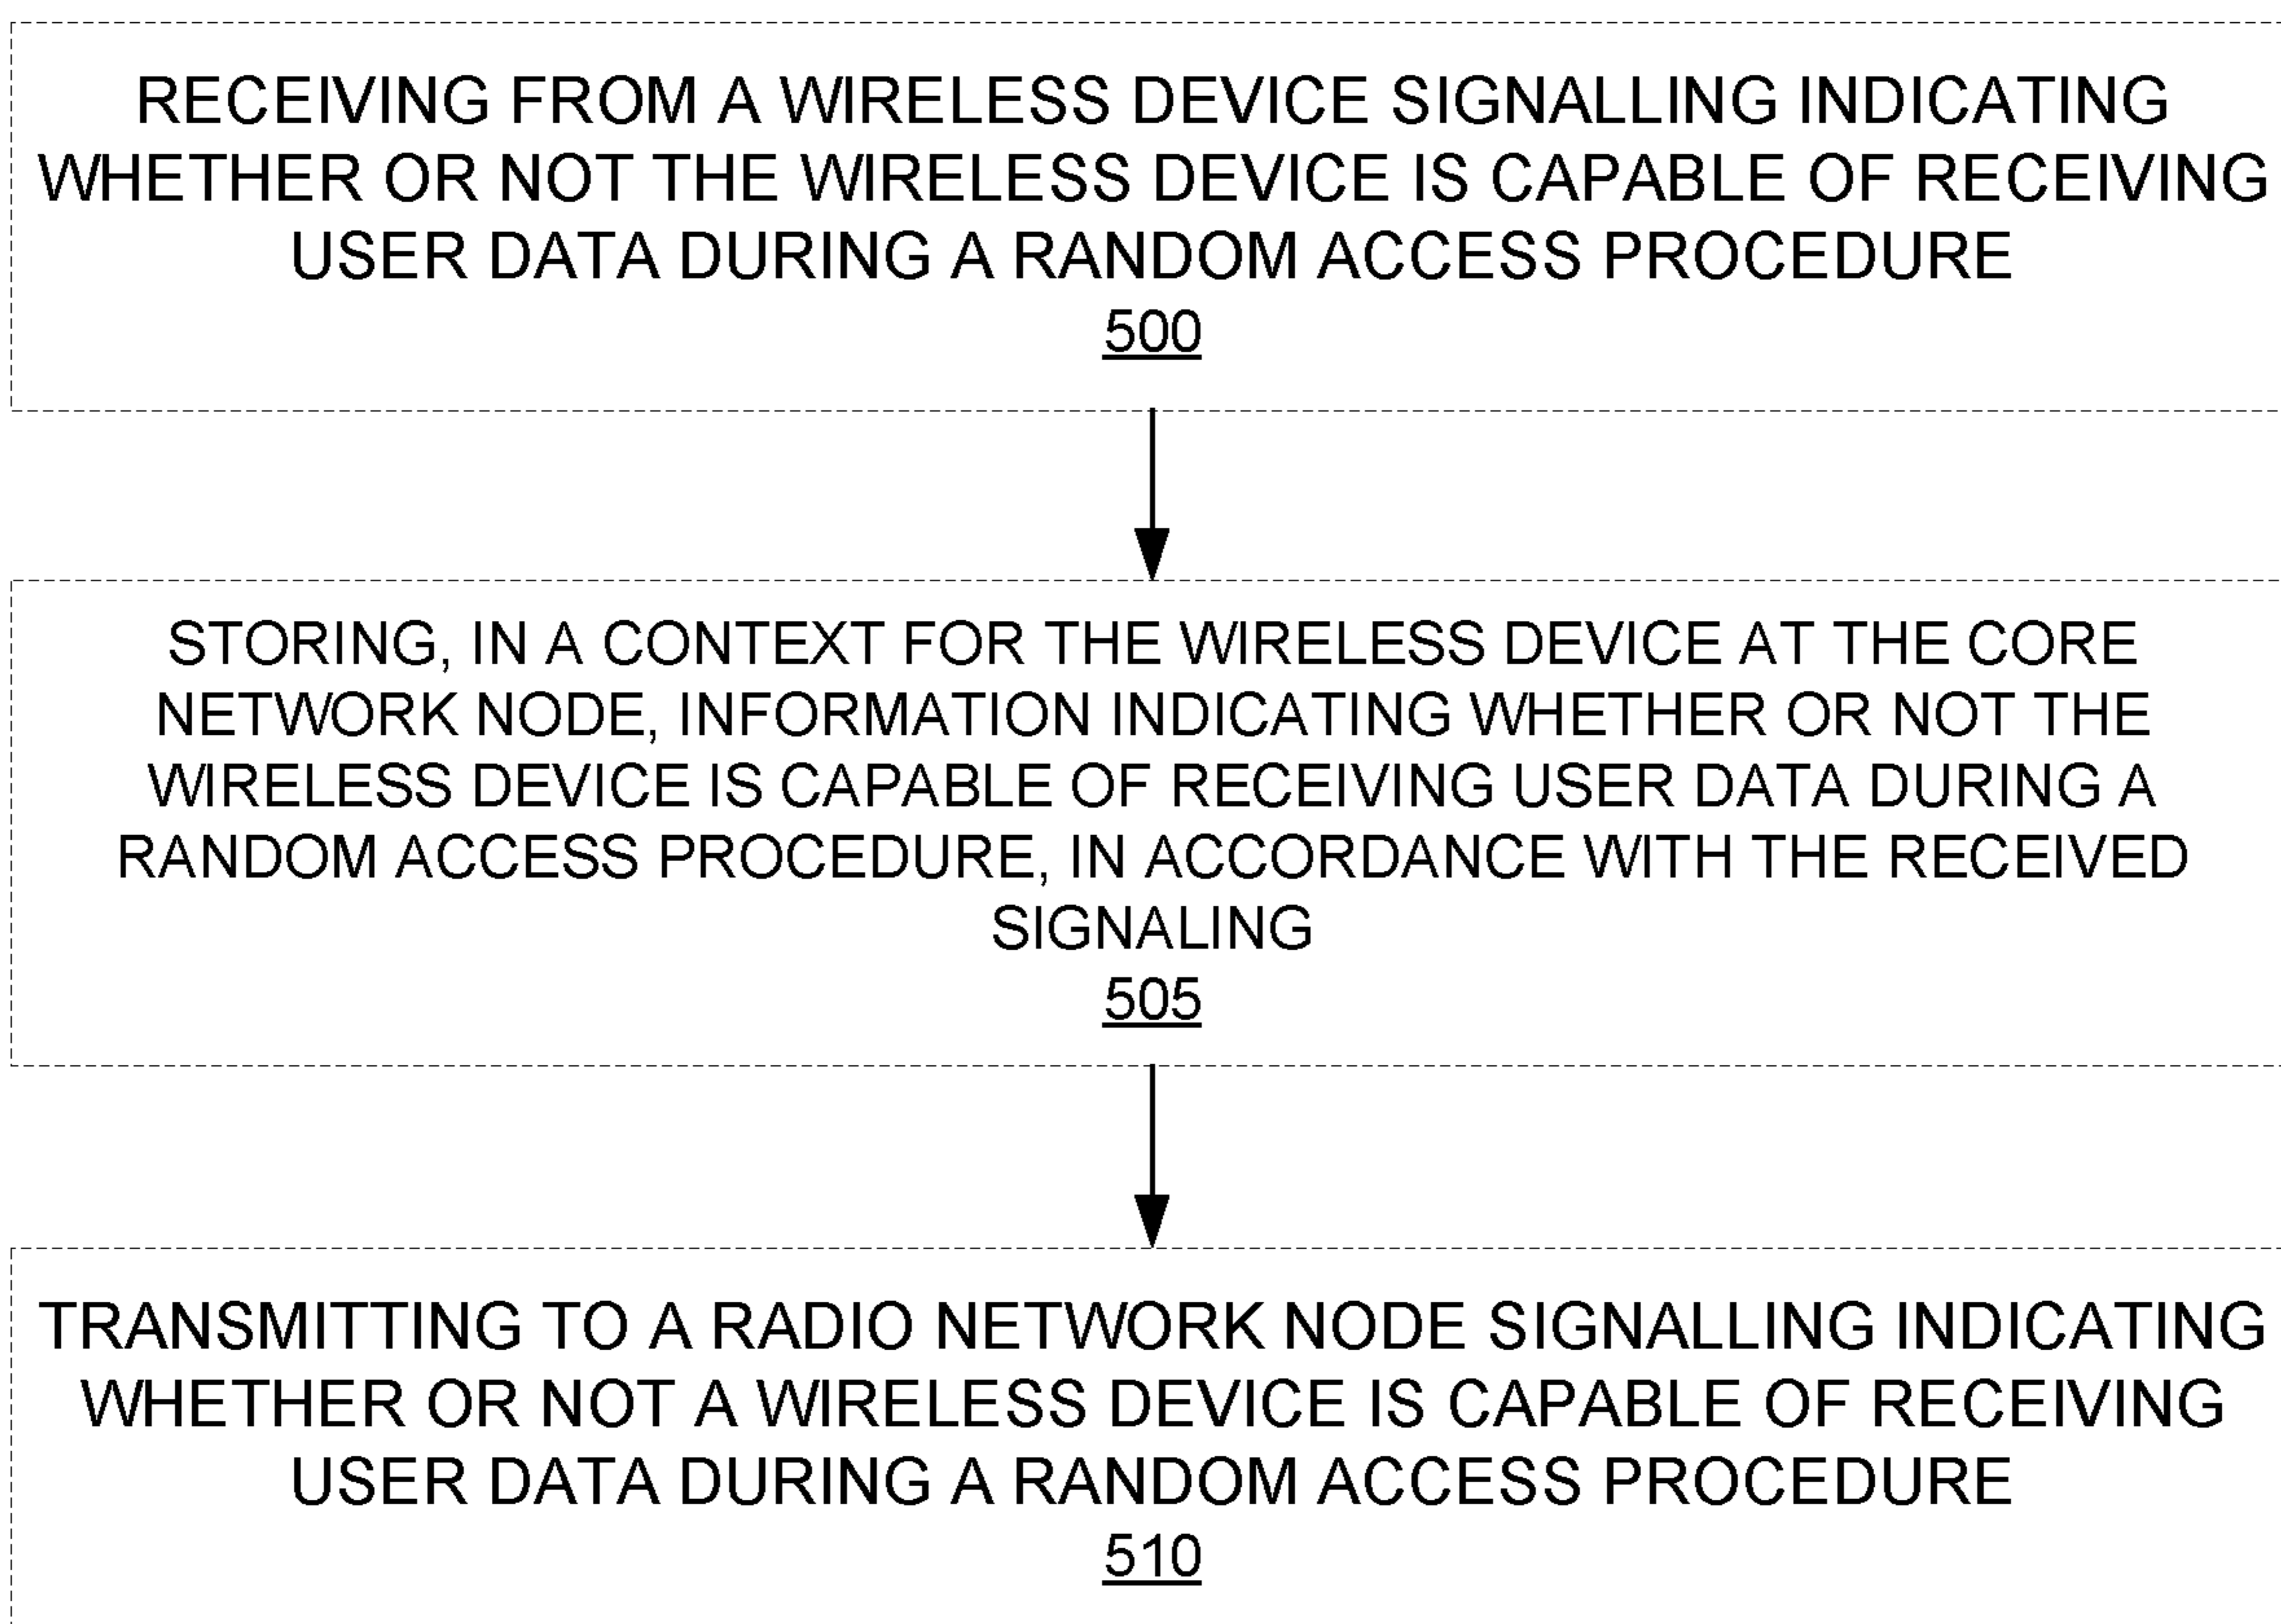 RECEIVING FROM A WIRELESS DEVICE SIGNALLING INDICATING
WHETHER OR NOT THE WIRELESS DEVICE IS CAPABLE OF RECEIVING
USER DATA DURING A RANDOM ACCESS PROCEDURE
500
STORING, IN A CONTEXT FOR THE WIRELESS DEVICE AT THE CORE
NETWORK NODE, INFORMATION INDICATING WHETHER OR NOT THE
WIRELESS DEVICE IS CAPABLE OF RECEIVING USER DATA DURING A
RANDOM ACCESS PROCEDURE, IN ACCORDANCE WITH THE RECEIVED
SIGNALING
505
TRANSMITTING TO A RADIO NETWORK NODE SIGNALLING INDICATING
WHETHER OR NOT A WIRELESS DEVICE IS CAPABLE OF RECEIVING
USER DATA DURING A RANDOM ACCESS PROCEDURE
510